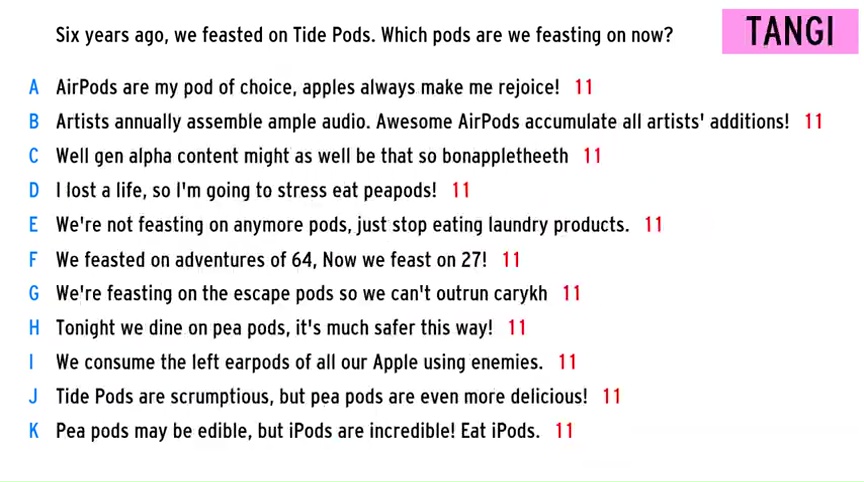 Six years ago, we feasted on Tide Pods. Which pods are we feasting on now?
TANGI
A AirPods are my pod of choice, apples always make me rejoice! 11
B Artists annually assemble ample audio. Awesome AirPods accumulate all artists' additions! 11
C Well gen alpha content might as well be that so bonappletheeth 11
D I lost a life, so I'm going to stress eat peapods! 11
E We're not feasting on anymore pods, just stop eating laundry products. 11
F We feasted on adventures of 64, Now we feast on 27! 11
G We're feasting on the escape pods so we can't outrun carykh 11
H Tonight we dine on pea pods, it's much safer this way! 11
I We consume the left earpods of all our Apple using enemies. 11
J Tide Pods are scrumptious, but pea pods are even more delicious! 11
K Pea pods may be edible, but iPods are incredible! Eat iPods. 11